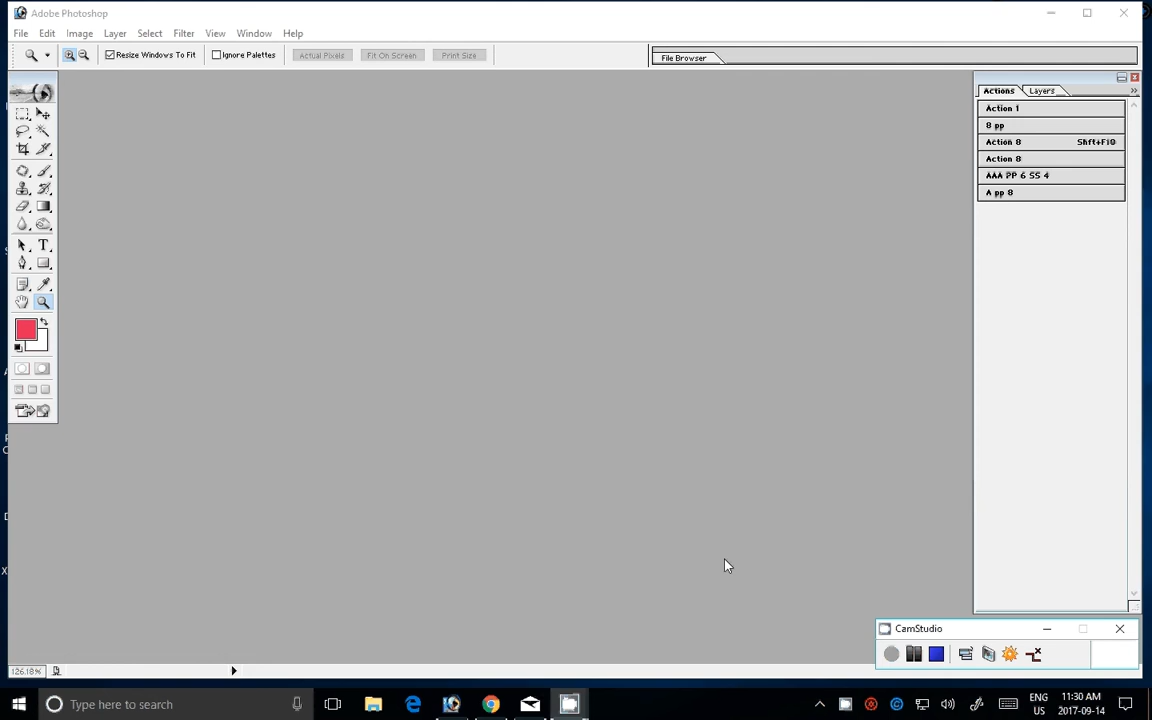 Adobe Photoshop
File Edit Image Layer Select Filter View Window Help
Resize Windows To Fit Ignore Palettes Actual Pixels Fit On Screen Print Size File Browser
Actions Layers
Action 1
8 pp
Action 8 Shft+F10
Action 8
AAA PP 6 SS 4
A pp 8
T
CamStudio
126.18%
Type here to search
ENG 11:30 AM
US 2017-09-14